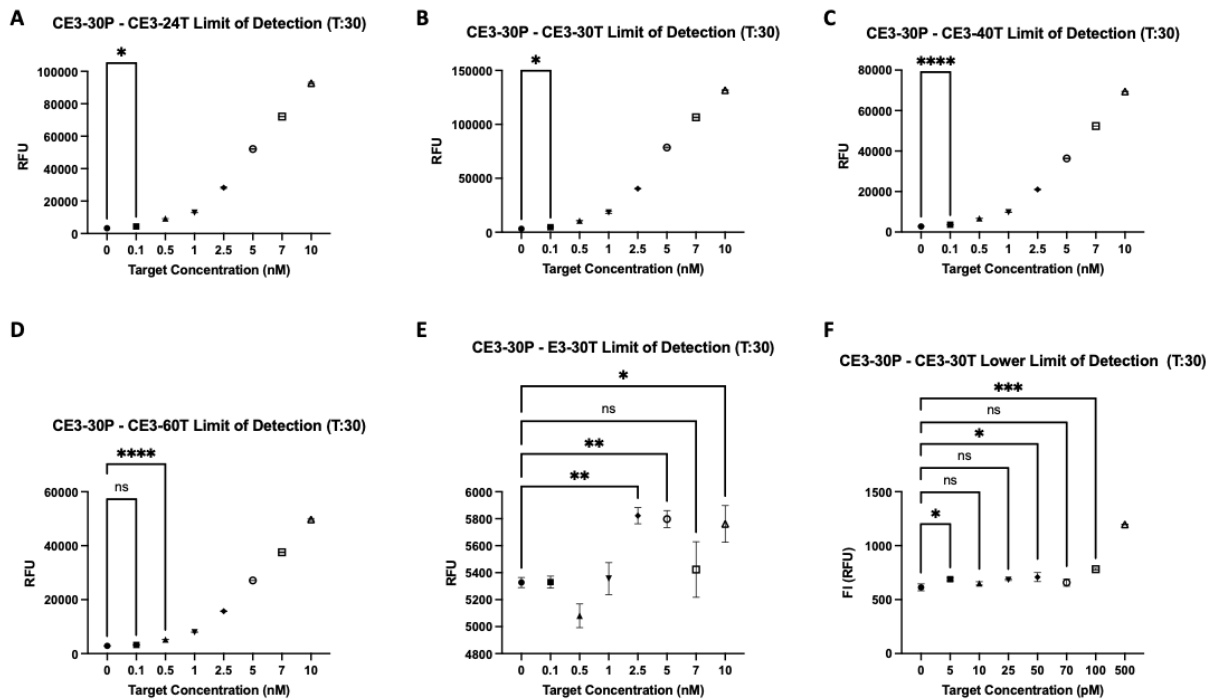 A
CE3-30P - CE3-24T Limit of Detection (T:30)
*
100000
80000
60000
40000
20000
0
RFU
0 0.1 0.5 1 2.5 5 7 10
Target Concentration (nM)
B
CE3-30P - CE3-30T Limit of Detection (T:30)
*
150000
100000
50000
0
RFU
0 0.1 0.5 1 2.5 5 7 10
Target Concentration (nM)
C
CE3-30P - CE3-40T Limit of Detection (T:30)
****
80000
60000
40000
20000
0
RFU
0 0.1 0.5 1 2.5 5 7 10
Target Concentration (nM)
D
CE3-30P - CE3-60T Limit of Detection (T:30)
****
ns
60000
40000
20000
0
RFU
0 0.1 0.5 1 2.5 5 7 10
Target Concentration (nM)
E
CE3-30P - E3-30T Limit of Detection (T:30)
*
ns
**
**
6000
5800
5600
5400
5200
5000
4800
RFU
0 0.1 0.5 1 2.5 5 7 10
Target Concentration (nM)
F
CE3-30P - CE3-30T Lower Limit of Detection (T:30)
***
ns
*
ns
ns
*
1500
1000
500
0
FI (RFU)
0 5 10 25 50 70 100 500
Target Concentration (pM)